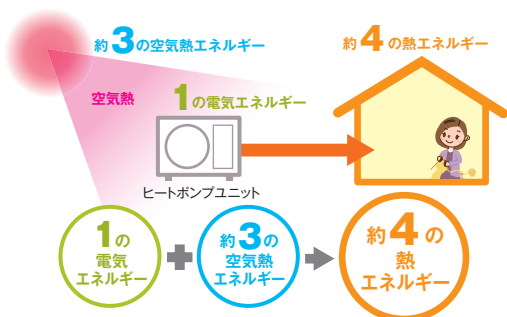 約3の空気熱エネルギー
約4の熱エネルギー
空気熱
1の電気エネルギー
ヒートポンプユニット
1の
電気
エネルギー
約3の
空気熱
エネルギー
約4の
熱
エネルギー